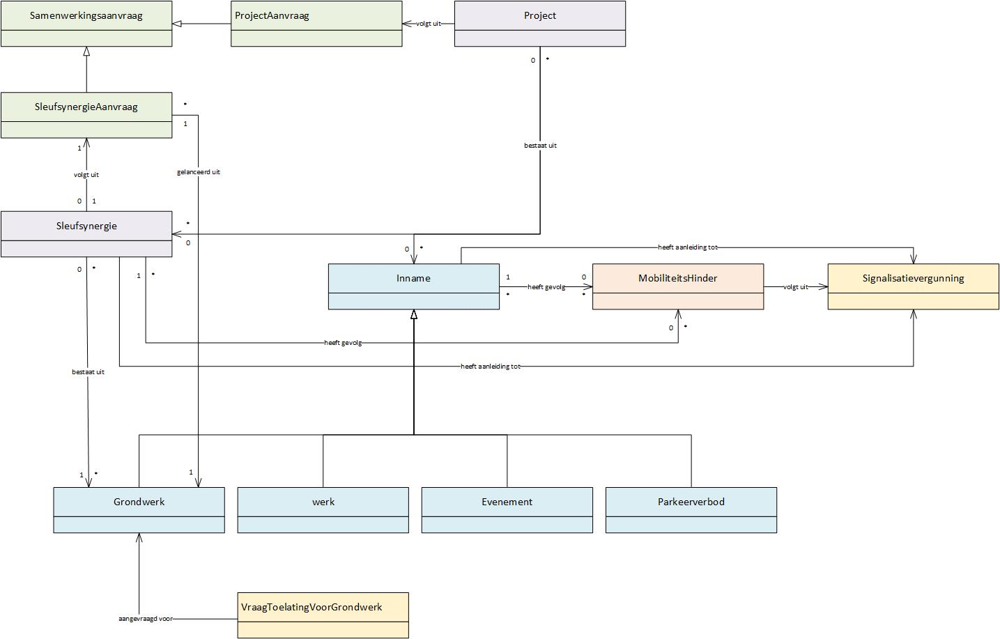 Samenwerkingsaanvraag
ProjectAanvraag
Project
volgt uit
0 *
SleufsynergieAanvraag
*
1
1
bestaat uit
volgt uit
gelanceerd uit
0 1
Sleufsynergie
*
0
0 *
heeft aanleiding tot
0 *
1 *
Inname
1
*
heeft gevolg
0
*
MobiliteitsHinder
volgt uit
Signalisatievergunning
0 *
heeft gevolg
heeft aanleiding tot
bestaat uit
1 *
1
Grondwerk
werk
Evenement
Parkeerverbod
VraagToelatingVoorGrondwerk
aangevraagd voor